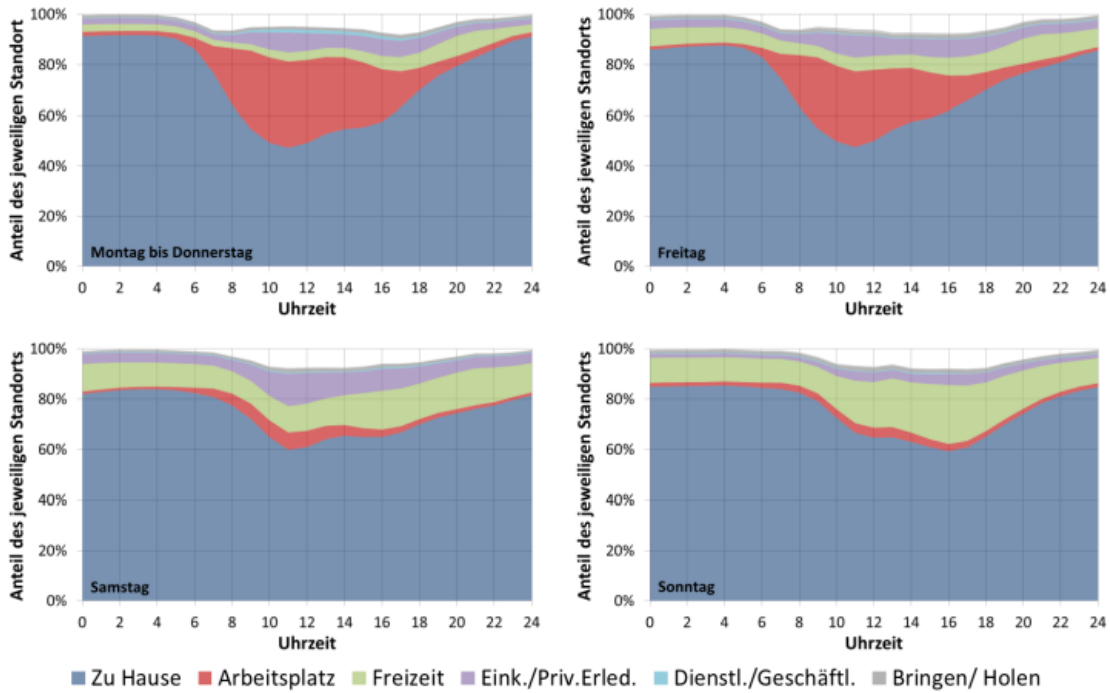 Anteil des jeweiligen Standort
100%
80%
60%
40%
20%
0%
Montag bis Donnerstag
0 2 4 6 8 10 12 14 16 18 20 22 24
Uhrzeit
Anteil des jeweiligen Standorts
100%
80%
60%
40%
20%
0%
Freitag
0 2 4 6 8 10 12 14 16 18 20 22 24
Uhrzeit
Anteil des jeweiligen Standorts
100%
80%
60%
40%
20%
0%
Samstag
0 2 4 6 8 10 12 14 16 18 20 22 24
Uhrzeit
Anteil des jeweiligen Standorts
100%
80%
60%
40%
20%
0%
Sonntag
0 2 4 6 8 10 12 14 16 18 20 22 24
Uhrzeit
Zu Hause Arbeitsplatz Freizeit Eink./Priv.Erled. Dienstl./Geschäftl. Bringen/ Holen